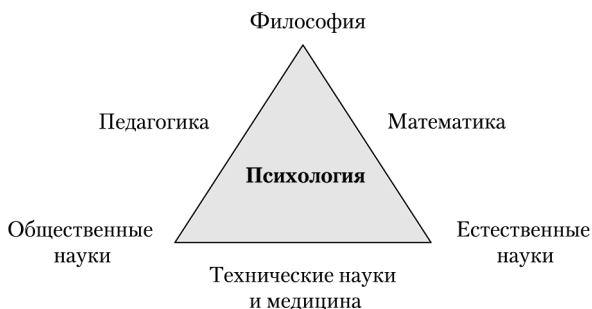 Философия
Педагогика
Математика
Психология
Общественные
науки
Естественные
науки
Технические науки
и медицина